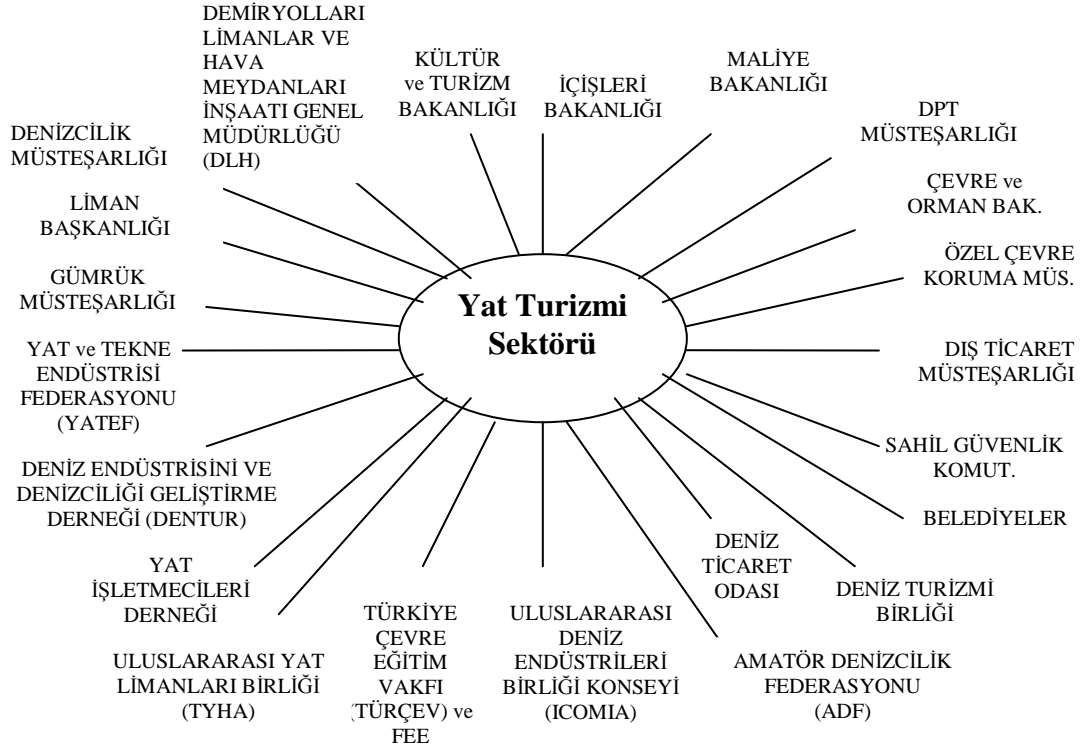 DEMİRYOLLARI
LİMANLAR VE
HAVA
MEYDANLARI
İNŞAATI GENEL
MÜDÜRLÜĞÜ
(DLH)
KÜLTÜR
ve TURİZM
BAKANLIĞI
İÇİŞLERİ
BAKANLIĞI
MALİYE
BAKANLIĞI
DPT
MÜSTEŞARLIĞI
DENİZCİLİK
MÜSTEŞARLIĞI
ÇEVRE ve
ORMAN BAK.
LİMAN
BAŞKANLIĞI
ÖZEL ÇEVRE
KORUMA MÜS.
GÜMRÜK
MÜSTEŞARLIĞI
Yat Turizmi
Sektörü
YAT ve TEKNE
ENDÜSTRİSİ
FEDERASYONU
(YATEF)
DIŞ TİCARET
MÜSTEŞARLIĞI
SAHİL GÜVENLİK
KOMUT.
DENİZ ENDÜSTRİSİNİ VE
DENİZCİLİĞİ GELİŞTİRME
DERNEĞİ (DENTUR)
BELEDİYELER
DENİZ
TİCARET
ODASI
YAT
İŞLETMECİLERİ
DERNEĞİ
DENİZ TURİZMİ
BİRLİĞİ
TÜRKİYE
ÇEVRE
EĞİTİM
VAKFI
(TÜRÇEV) ve
FEE
ULUSLARARASI
DENİZ
ENDÜSTRİLERİ
BİRLİĞİ KONSEYİ
(ICOMIA)
ULUSLARARASI YAT
LİMANLARI BİRLİĞİ
(TYHA)
AMATÖR DENİZCİLİK
FEDERASYONU
(ADF)